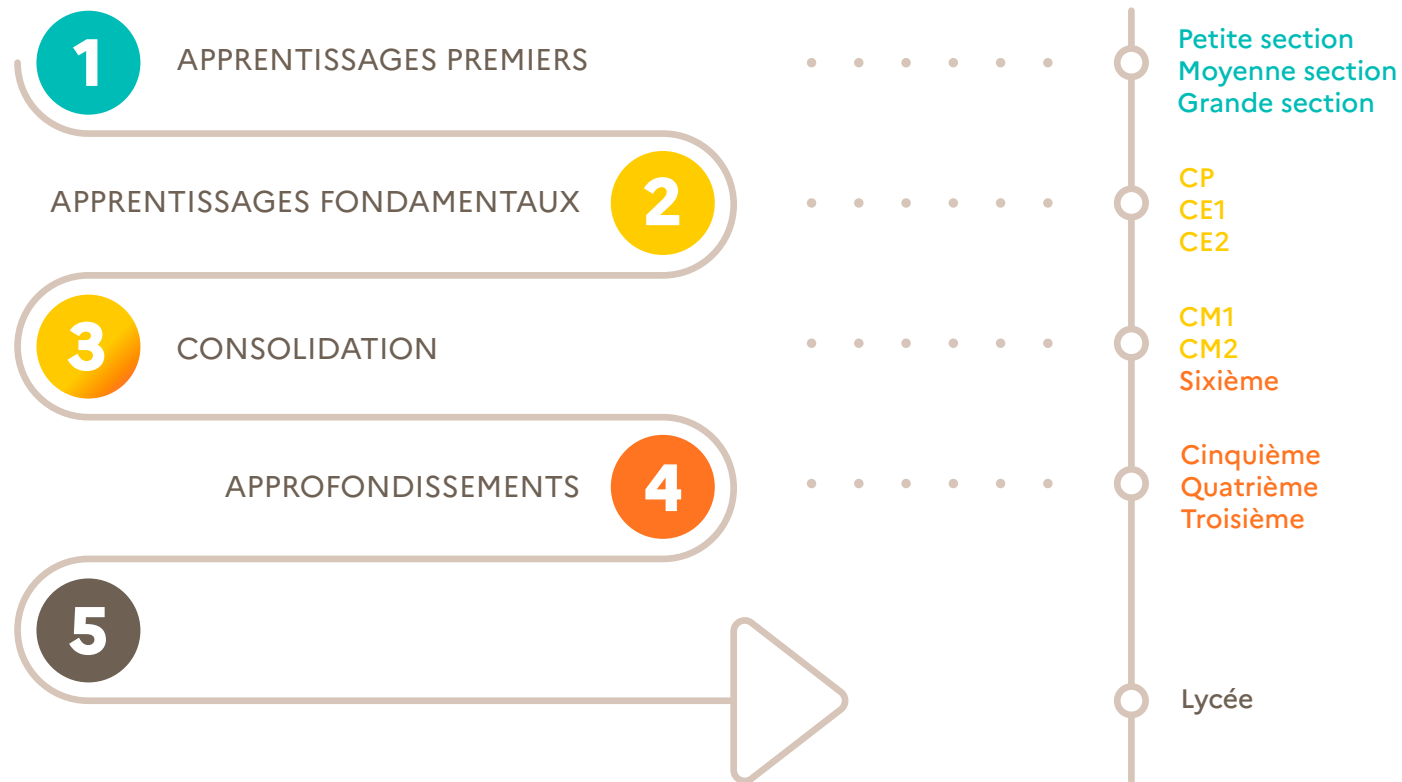 1 APPRENTISSAGES PREMIERS
Petite section
Moyenne section
Grande section
APPRENTISSAGES FONDAMENTAUX 2
CP
CE1
CE2
3 CONSOLIDATION
CM1
CM2
Sixième
APPROFONDISSEMENTS 4
Cinquième
Quatrième
Troisième
5
Lycée